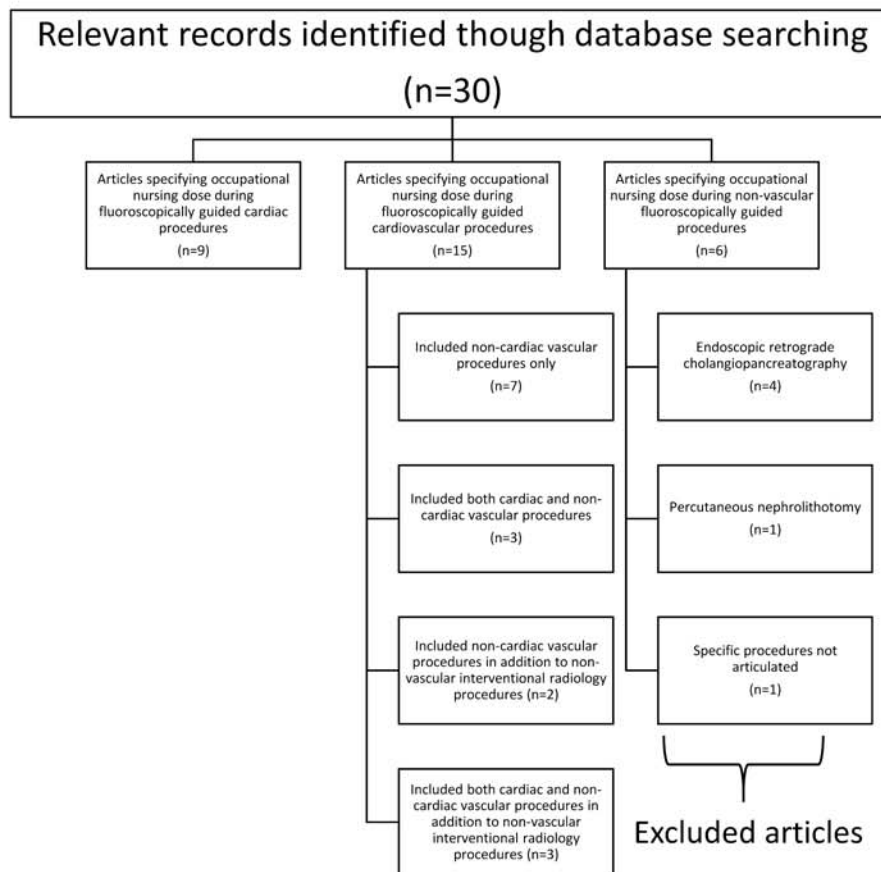 Relevant records identified though database searching
(n=30)
Articles specifying occupational
nursing dose during
fluoroscopically guided cardiac
procedures
(n=9)
Articles specifying occupational
nursing dose during
fluoroscopically guided
cardiovascular procedures
(n=15)
Articles specifying occupational
nursing dose during non-vascular
fluoroscopically guided
procedures
(n=6)
Included non-cardiac vascular
procedures only
(n=7)
Included both cardiac and non-
cardiac vascular procedures
(n=3)
Included non-cardiac vascular
procedures in addition to non-
vascular interventional radiology
procedures (n=2)
Included both cardiac and non-
cardiac vascular procedures in
addition to non-vascular
interventional radiology
procedures (n=3)
Endoscopic retrograde
cholangiopancreatography
(n=4)
Percutaneous nephrolithotomy
(n=1)
Specific procedures not
articulated
(n=1)
Excluded articles